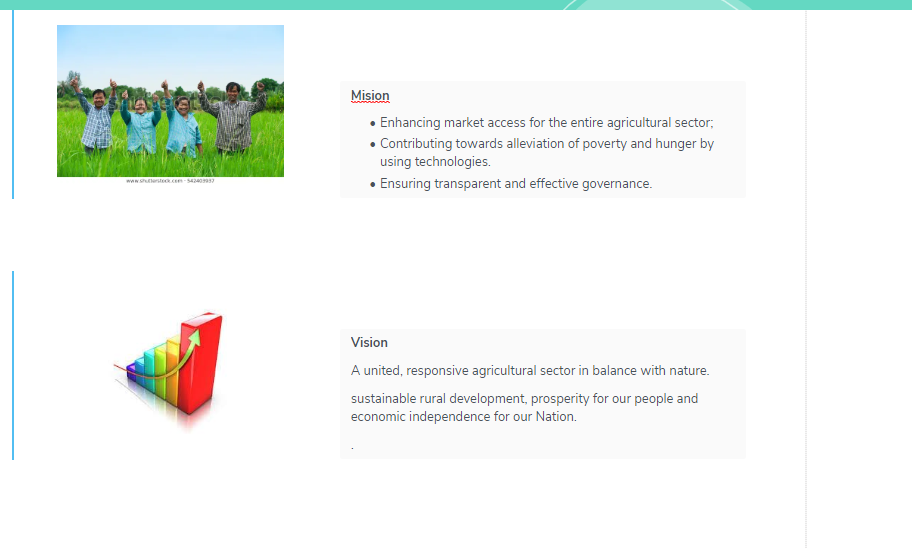 shutterstock
www.shutterstock.com · 542403937
Mision
• Enhancing market access for the entire agricultural sector;
• Contributing towards alleviation of poverty and hunger by
using technologies.
• Ensuring transparent and effective governance.
Vision
A united, responsive agricultural sector in balance with nature.
sustainable rural development, prosperity for our people and
economic independence for our Nation.
.